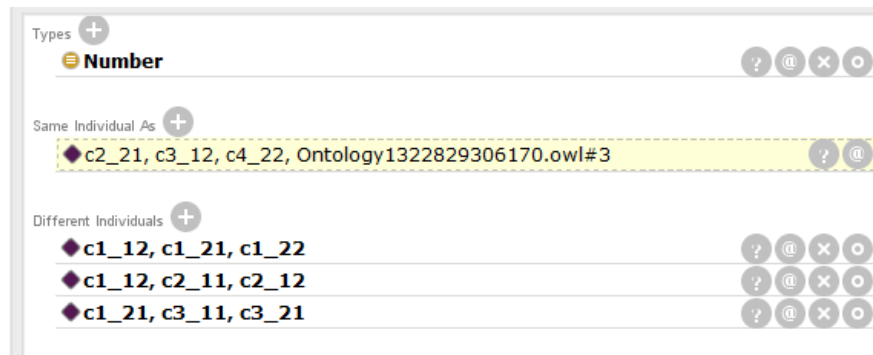 Types
Number
Same Individual As
c2_21, c3_12, c4_22, Ontology1322829306170.owl#3
Different Individuals
c1_12, c1_21, c1_22
c1_12, c2_11, c2_12
c1_21, c3_11, c3_21